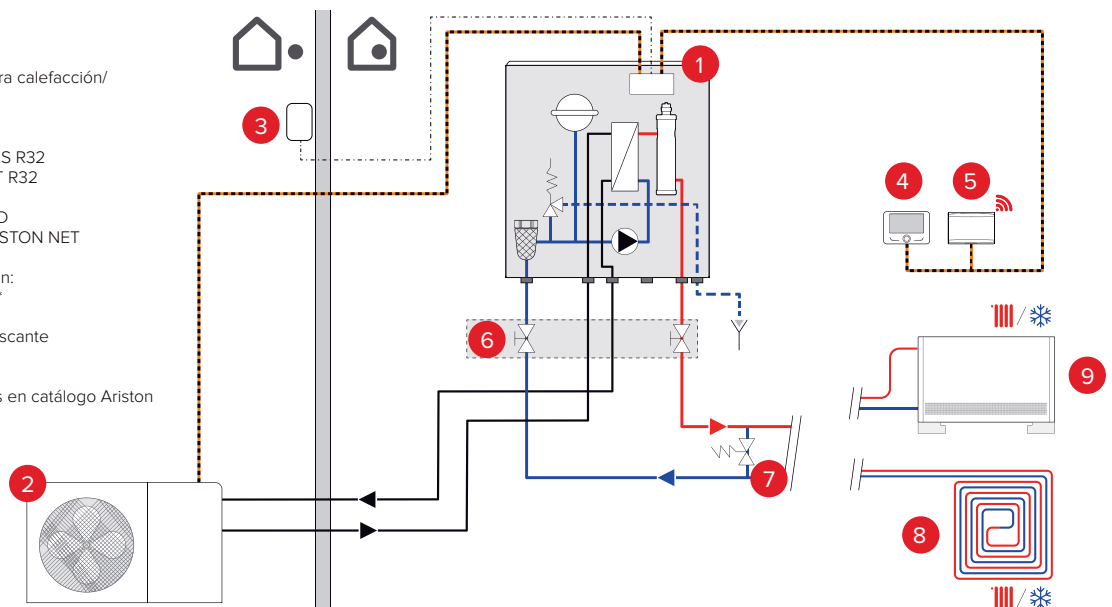 ra calefacción/
S R32
T R32
D
STON NET
n:
scante
s en catálogo Ariston
1
2
3
4
5
6
7
8
9